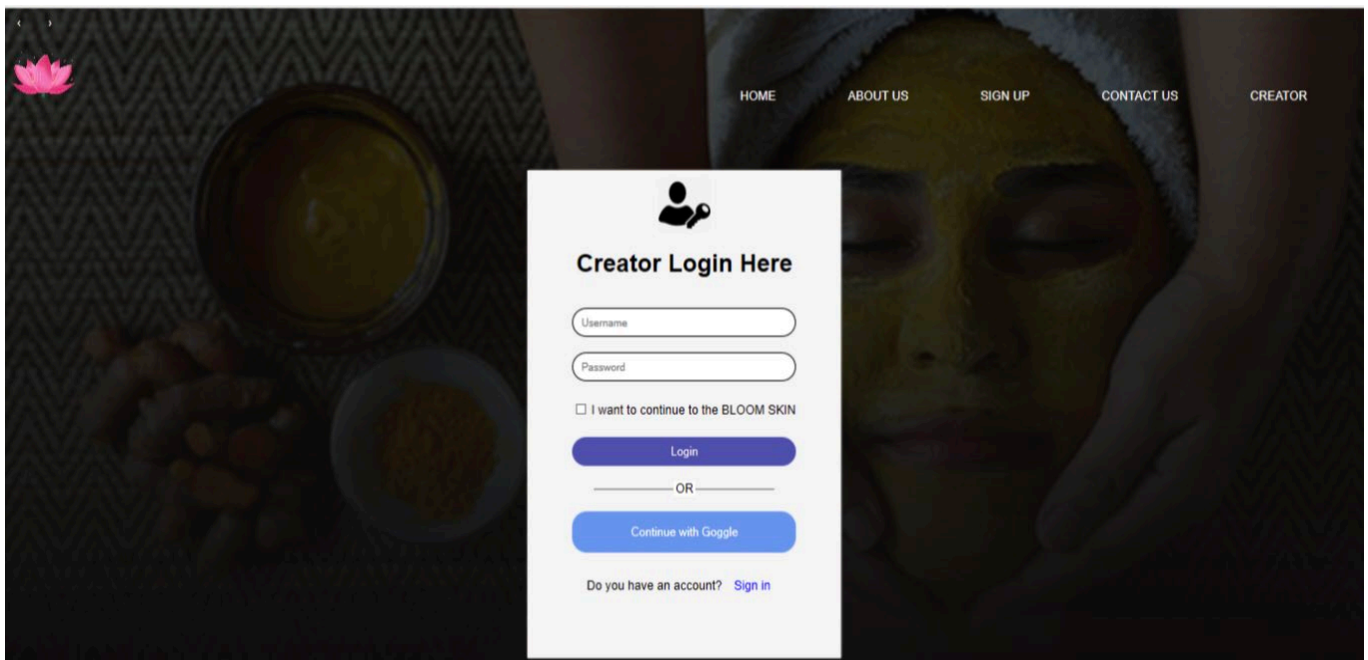 ‹ ›
HOME ABOUT US SIGN UP CONTACT US CREATOR
Creator Login Here
Username
Password
I want to continue to the BLOOM SKIN
Login
OR
Continue with Goggle
Do you have an account? Sign in